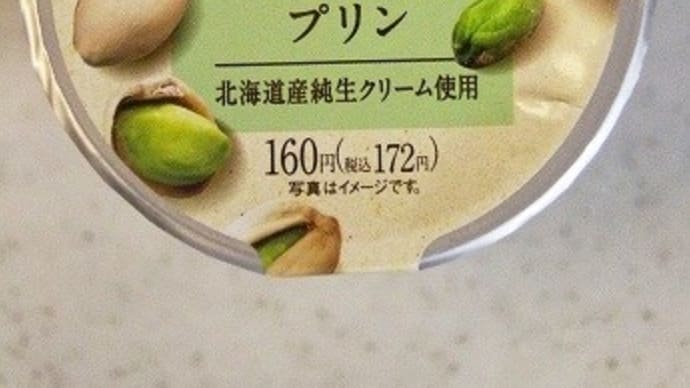 プリン
北海道産純生クリーム使用
160円(税込172円)
写真はイメージです。